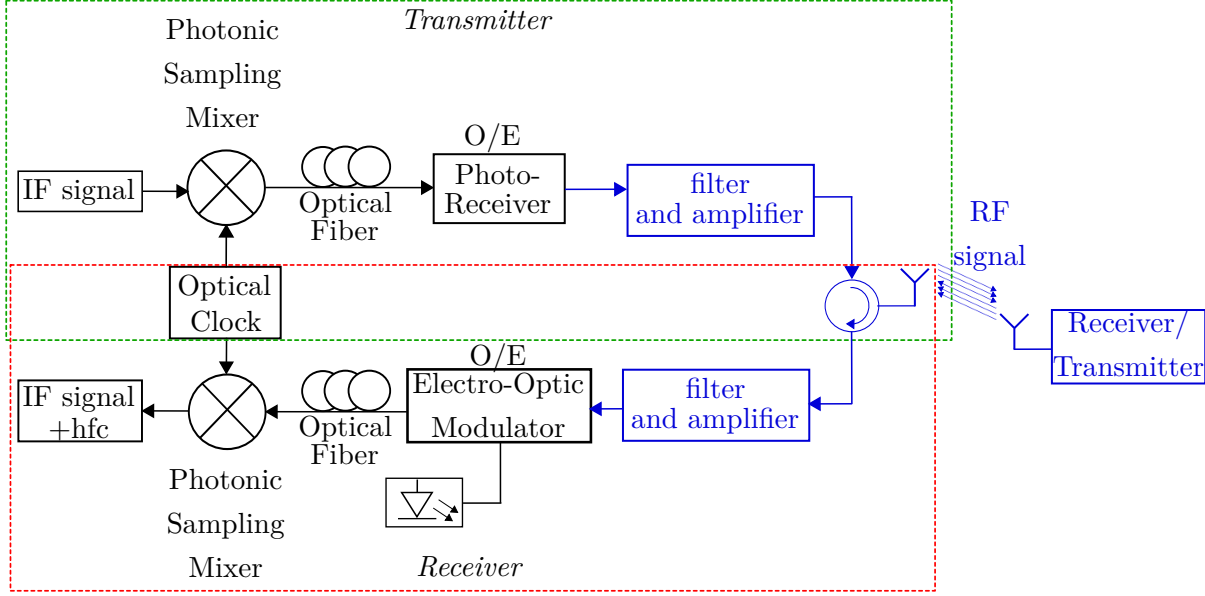 Transmitter
Photonic
Sampling
Mixer
IF signal
Optical
Fiber
O/E
Photo-
Receiver
filter
and amplifier
RF
signal
Optical
Clock
Receiver/
Transmitter
IF signal
+hfc
Photonic
Sampling
Mixer
Optical
Fiber
O/E
Electro-Optic
Modulator
filter
and amplifier
Receiver